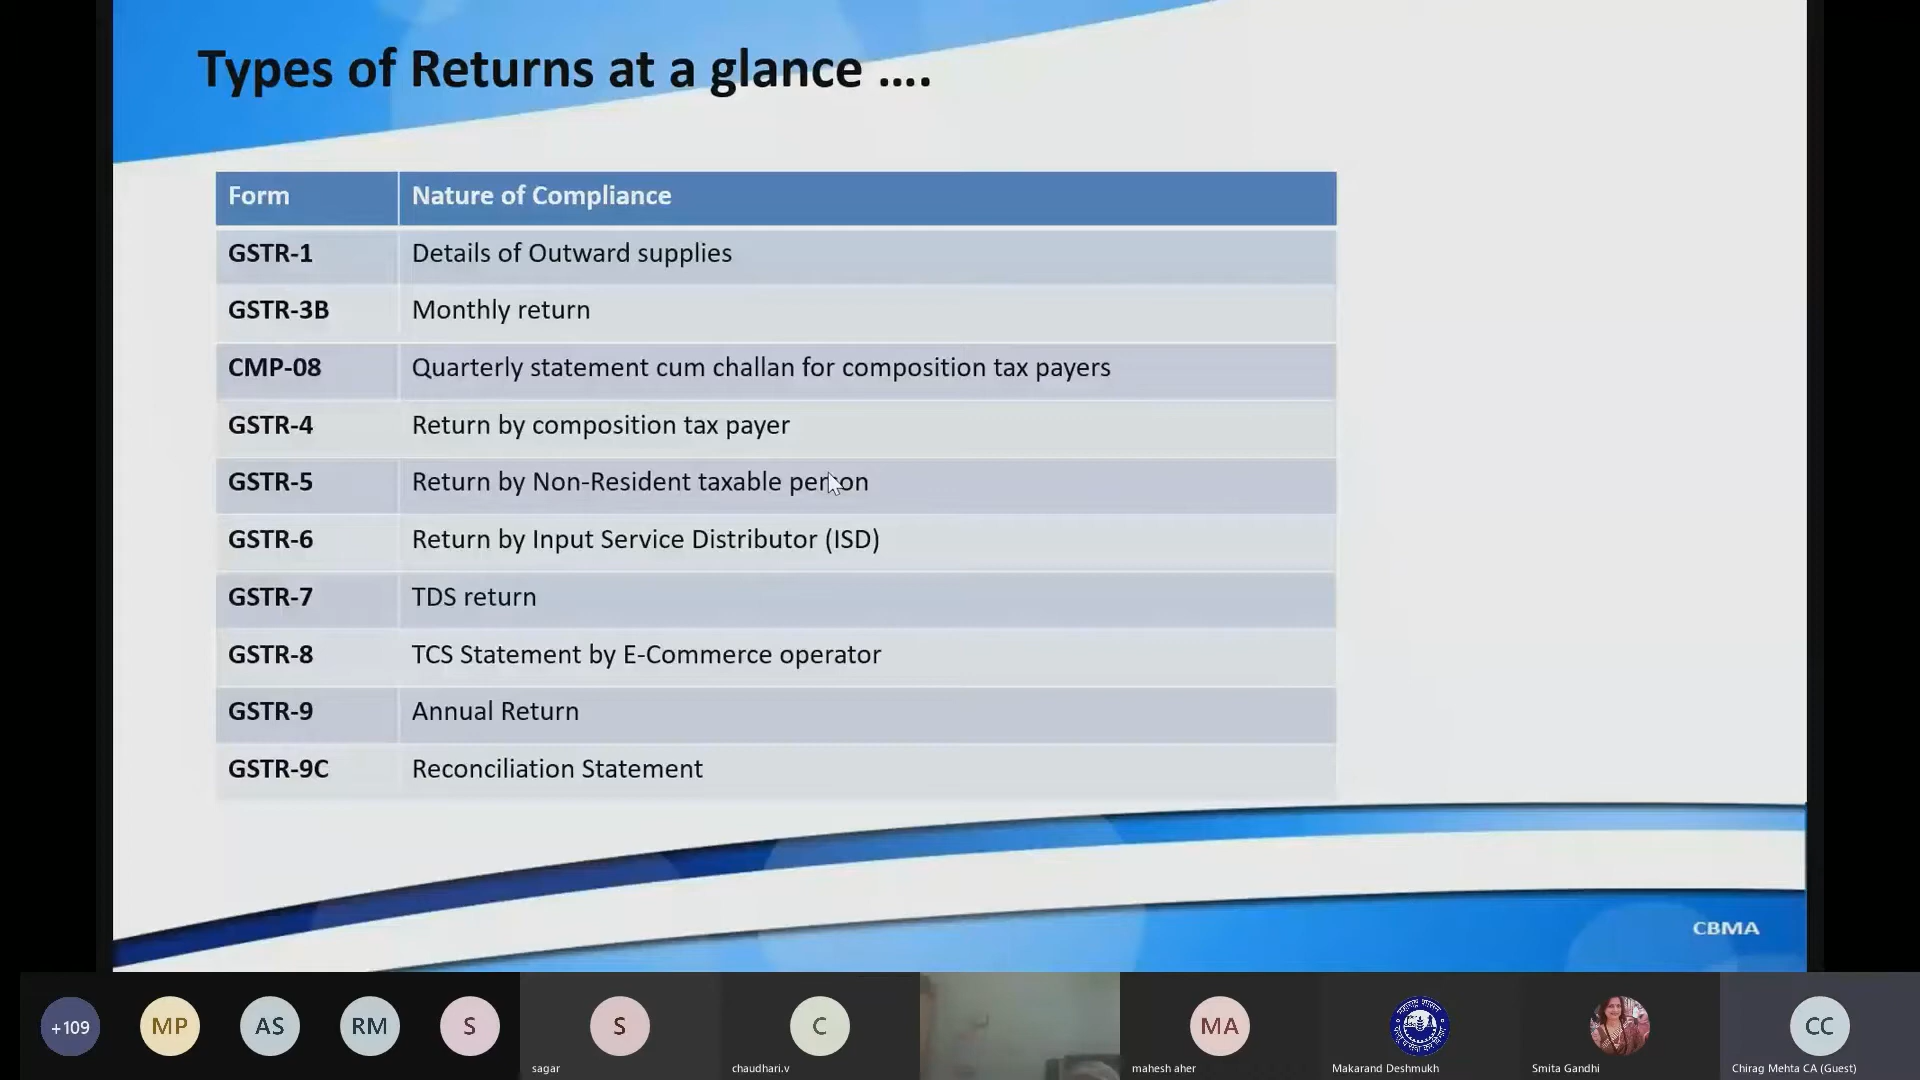 Types of Returns at a glance ....
Form Nature of Compliance
GSTR-1 Details of Outward supplies
GSTR-3B Monthly return
CMP-08 Quarterly statement cum challan for composition tax payers
GSTR-4 Return by composition tax payer
GSTR-5 Return by Non-Resident taxable person
GSTR-6 Return by Input Service Distributor (ISD)
GSTR-7 TDS return
GSTR-8 TCS Statement by E-Commerce operator
GSTR-9 Annual Return
GSTR-9C Reconciliation Statement
CBMA
+109 MP AS RM S S C MA CC
sagar chaudhari.v mahesh aher Makarand Deshmukh Smita Gandhi Chirag Mehta CA (Guest)